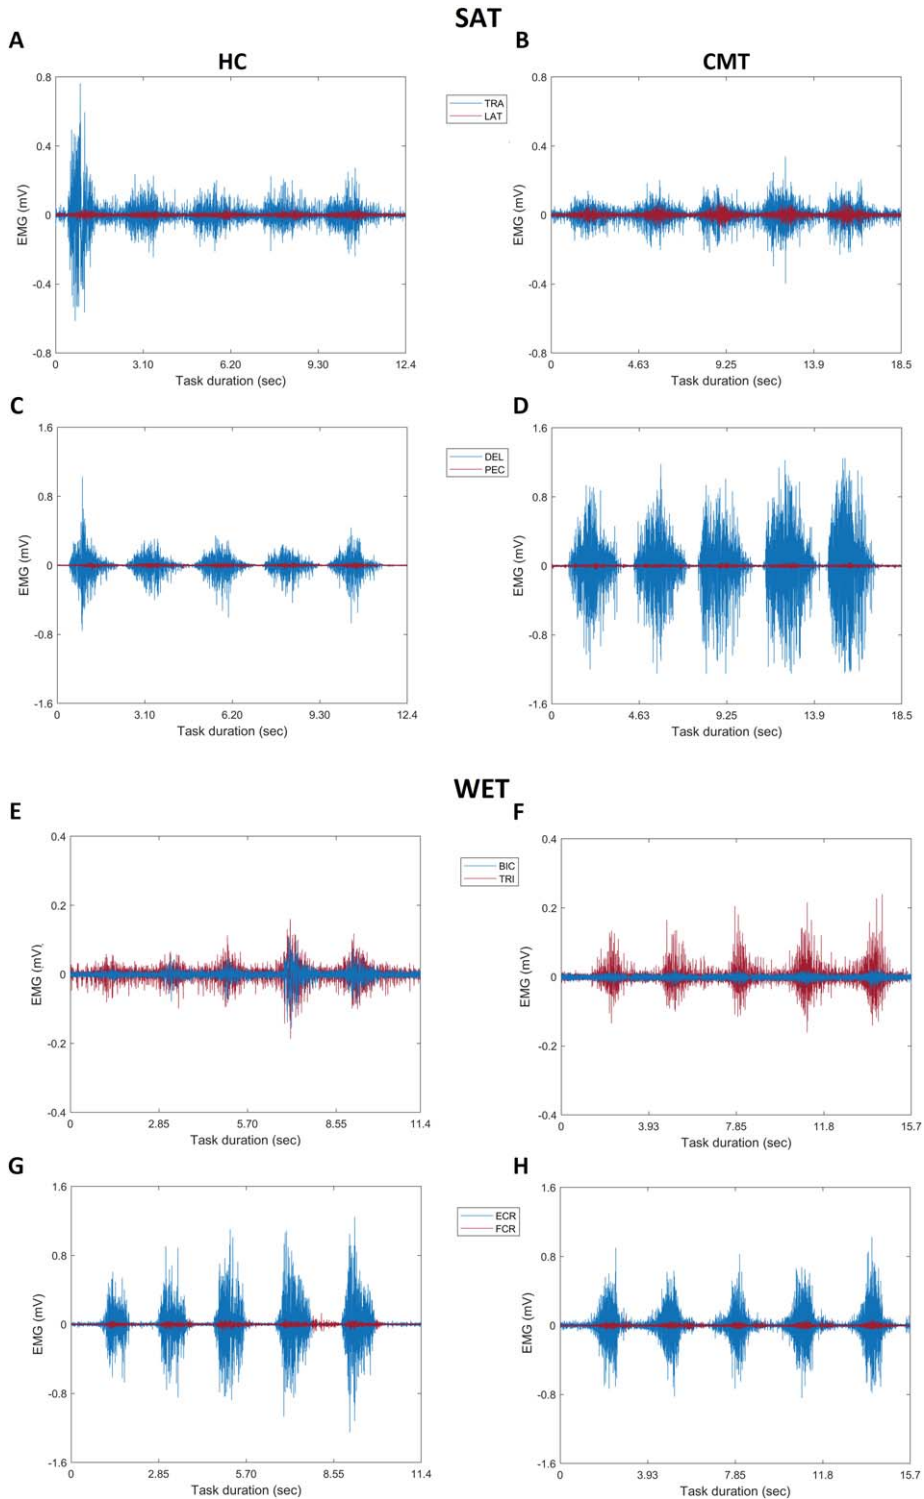 SAT
A
B
HC
CMT
0.8
0.4
0
-0.4
-0.8
EMG (mV)
0
3.10
6.20
9.30
12.4
Task duration (sec)
TRA
LAT
0.8
0.4
0
-0.4
-0.8
EMG (mV)
0
4.63
9.25
13.9
18.5
Task duration (sec)
C
D
1.6
0.8
0
-0.8
-1.6
EMG (mV)
0
3.10
6.20
9.30
12.4
Task duration (sec)
DEL
PEC
1.6
0.8
0
-0.8
-1.6
EMG (mV)
0
4.63
9.25
13.9
18.5
Task duration (sec)
WET
E
F
0.4
0.2
0
-0.2
-0.4
EMG (mV)
0
2.85
5.70
8.55
11.4
Task duration (sec)
BIC
TRI
0.4
0.2
0
-0.2
-0.4
EMG (mV)
0
3.93
7.85
11.8
15.7
Task duration (sec)
G
H
1.6
0.8
0
-0.8
-1.6
EMG (mV)
0
2.85
5.70
8.55
11.4
Task duration (sec)
ECR
FCR
1.6
0.8
0
-0.8
-1.6
EMG (mV)
0
3.93
7.85
11.8
15.7
Task duration (sec)